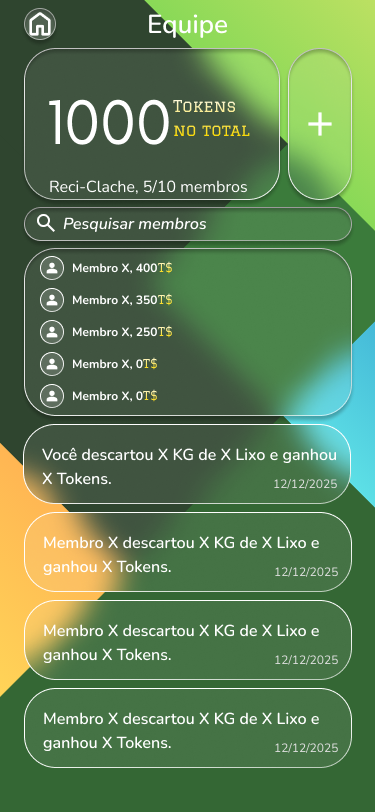 Equipe
1000
Tokens
no total
+
Reci-Clache, 5/10 membros
Pesquisar membros
Membro X, 400T$
Membro X, 350T$
Membro X, 250T$
Membro X, 0T$
Membro X, 0T$
Você descartou X KG de X Lixo e ganhou
X Tokens.
12/12/2025
Membro X descartou X KG de X Lixo e
ganhou X Tokens.
12/12/2025
Membro X descartou X KG de X Lixo e
ganhou X Tokens.
12/12/2025
Membro X descartou X KG de X Lixo e
ganhou X Tokens.
12/12/2025